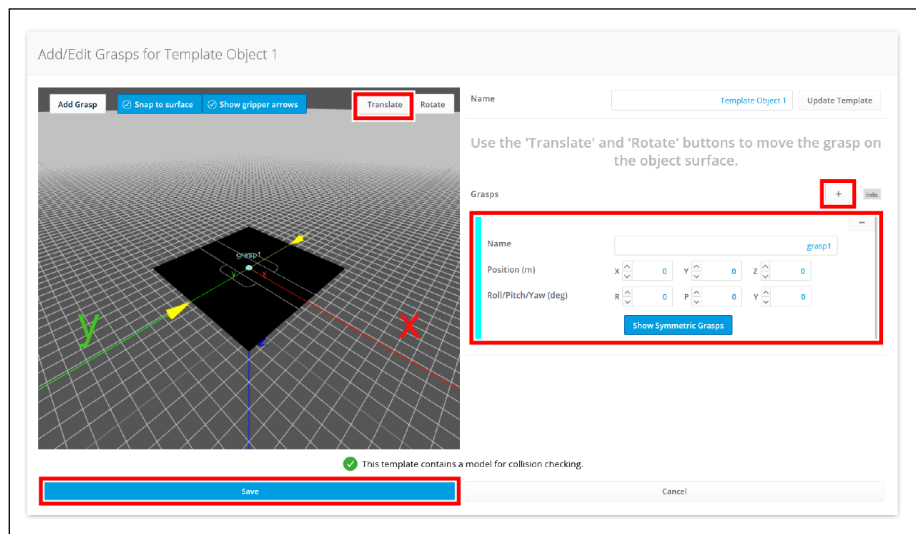 Add/Edit Grasps for Template Object 1
Add Grasp Snap to surface Show gripper arrows Translate Rotate
Name Template Object 1 Update Template
Use the 'Translate' and 'Rotate' buttons to move the grasp on
the object surface.
Grasps + Info
−
Name grasp1
Position (m) X 0 Y 0 Z 0
Roll/Pitch/Yaw (deg) R 0 P 0 Y 0
Show Symmetric Grasps
grasp1
y x
y x
z
This template contains a model for collision checking.
Save Cancel